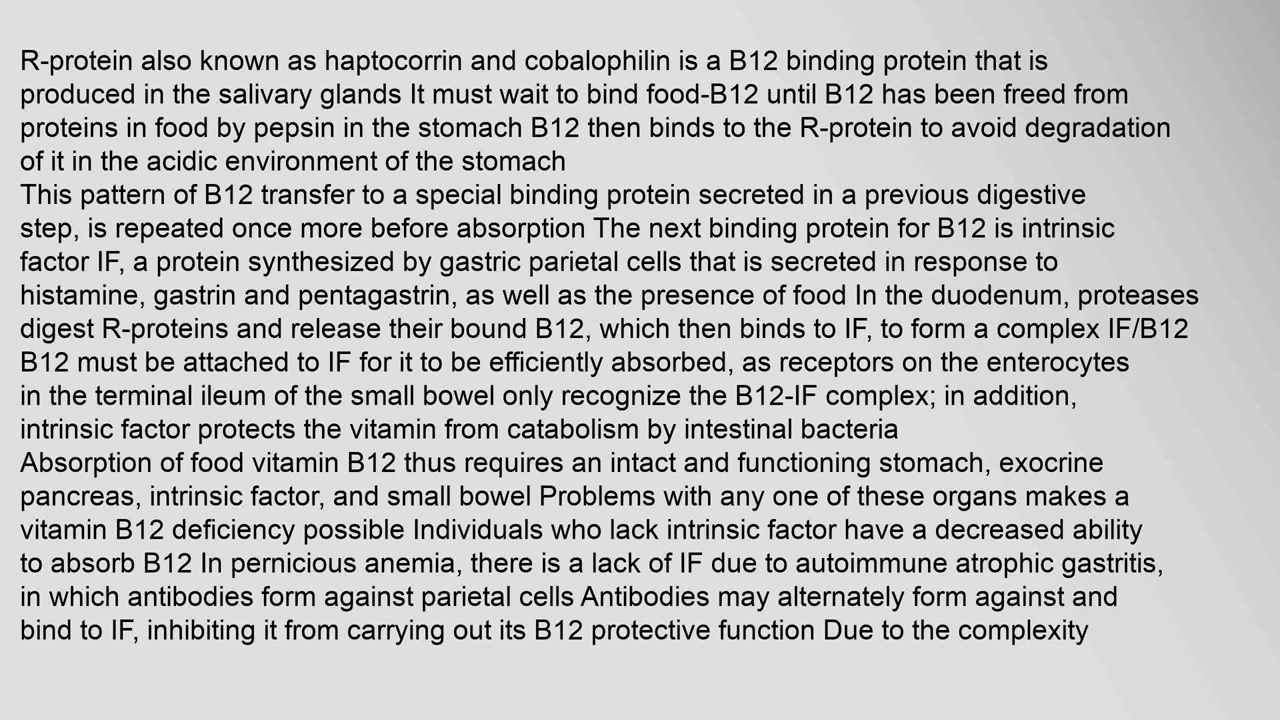 R-protein also known as haptocorrin and cobalophilin is a B12 binding protein that is
produced in the salivary glands It must wait to bind food-B12 until B12 has been freed from
proteins in food by pepsin in the stomach B12 then binds to the R-protein to avoid degradation
of it in the acidic environment of the stomach
This pattern of B12 transfer to a special binding protein secreted in a previous digestive
step, is repeated once more before absorption The next binding protein for B12 is intrinsic
factor IF, a protein synthesized by gastric parietal cells that is secreted in response to
histamine, gastrin and pentagastrin, as well as the presence of food In the duodenum, proteases
digest R-proteins and release their bound B12, which then binds to IF, to form a complex IF/B12
B12 must be attached to IF for it to be efficiently absorbed, as receptors on the enterocytes
in the terminal ileum of the small bowel only recognize the B12-IF complex; in addition,
intrinsic factor protects the vitamin from catabolism by intestinal bacteria
Absorption of food vitamin B12 thus requires an intact and functioning stomach, exocrine
pancreas, intrinsic factor, and small bowel Problems with any one of these organs makes a
vitamin B12 deficiency possible Individuals who lack intrinsic factor have a decreased ability
to absorb B12 In pernicious anemia, there is a lack of IF due to autoimmune atrophic gastritis,
in which antibodies form against parietal cells Antibodies may alternately form against and
bind to IF, inhibiting it from carrying out its B12 protective function Due to the complexity